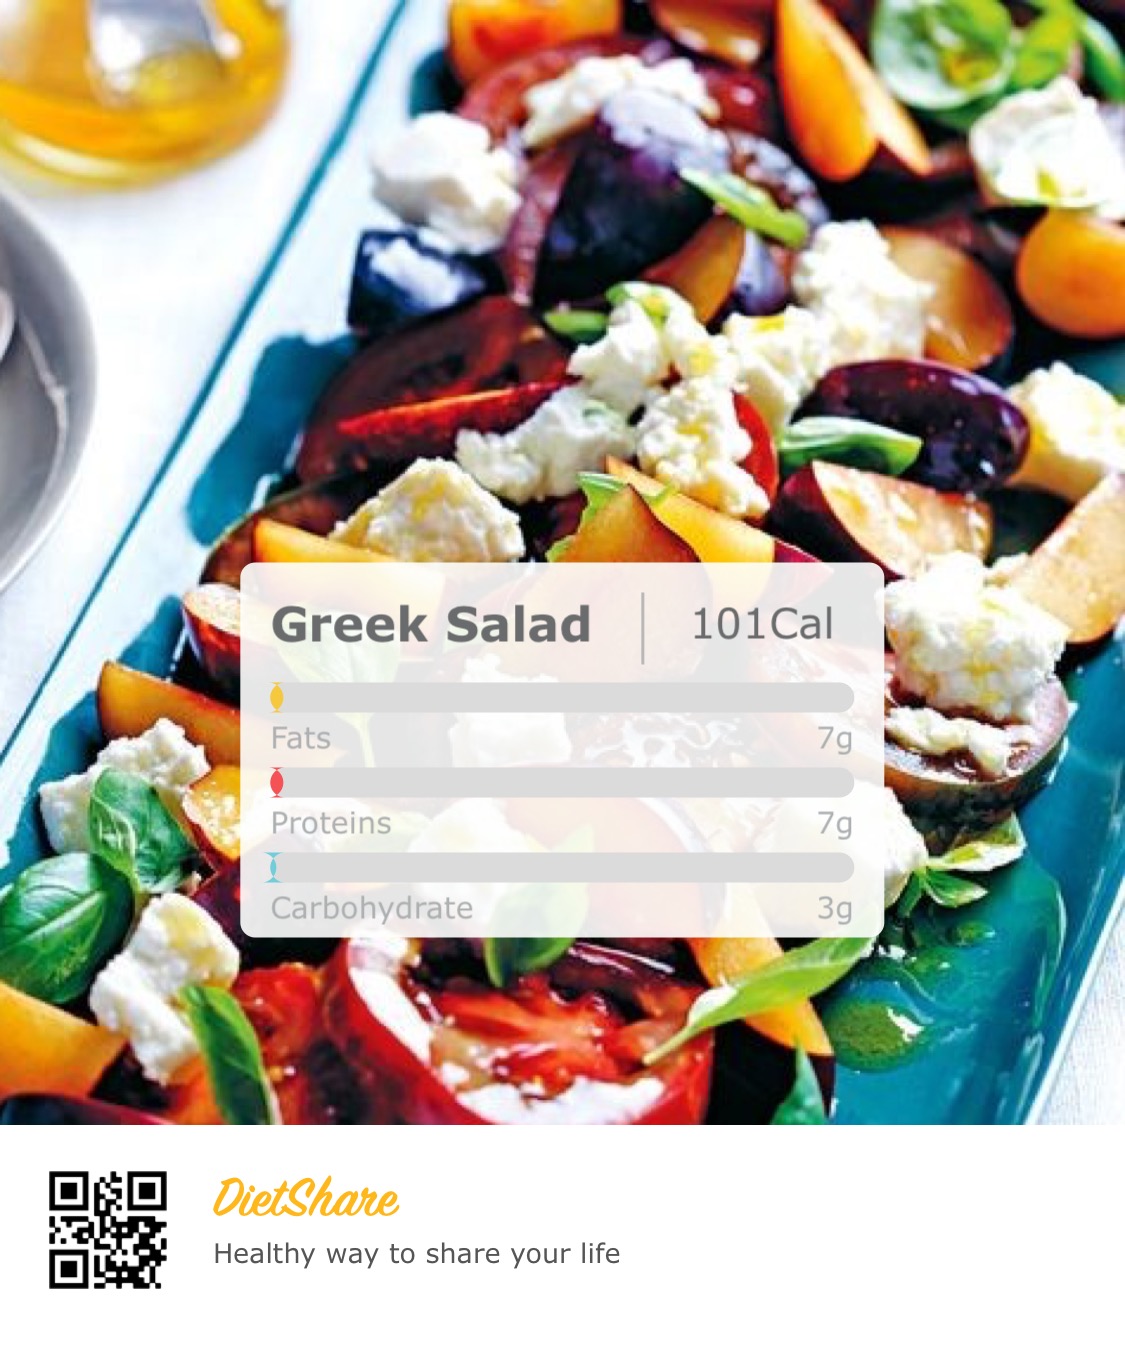 Greek Salad 101Cal
Fats 7g
Proteins 7g
Carbohydrate 3g
DietShare
Healthy way to share your life